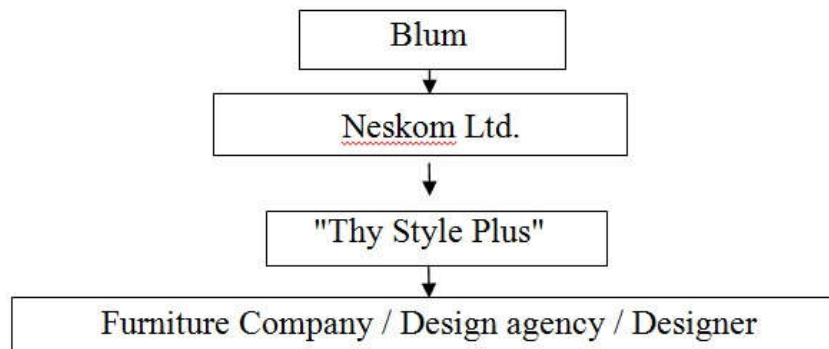 Blum
Neskom Ltd.
"Thy Style Plus"
Furniture Company / Design agency / Designer